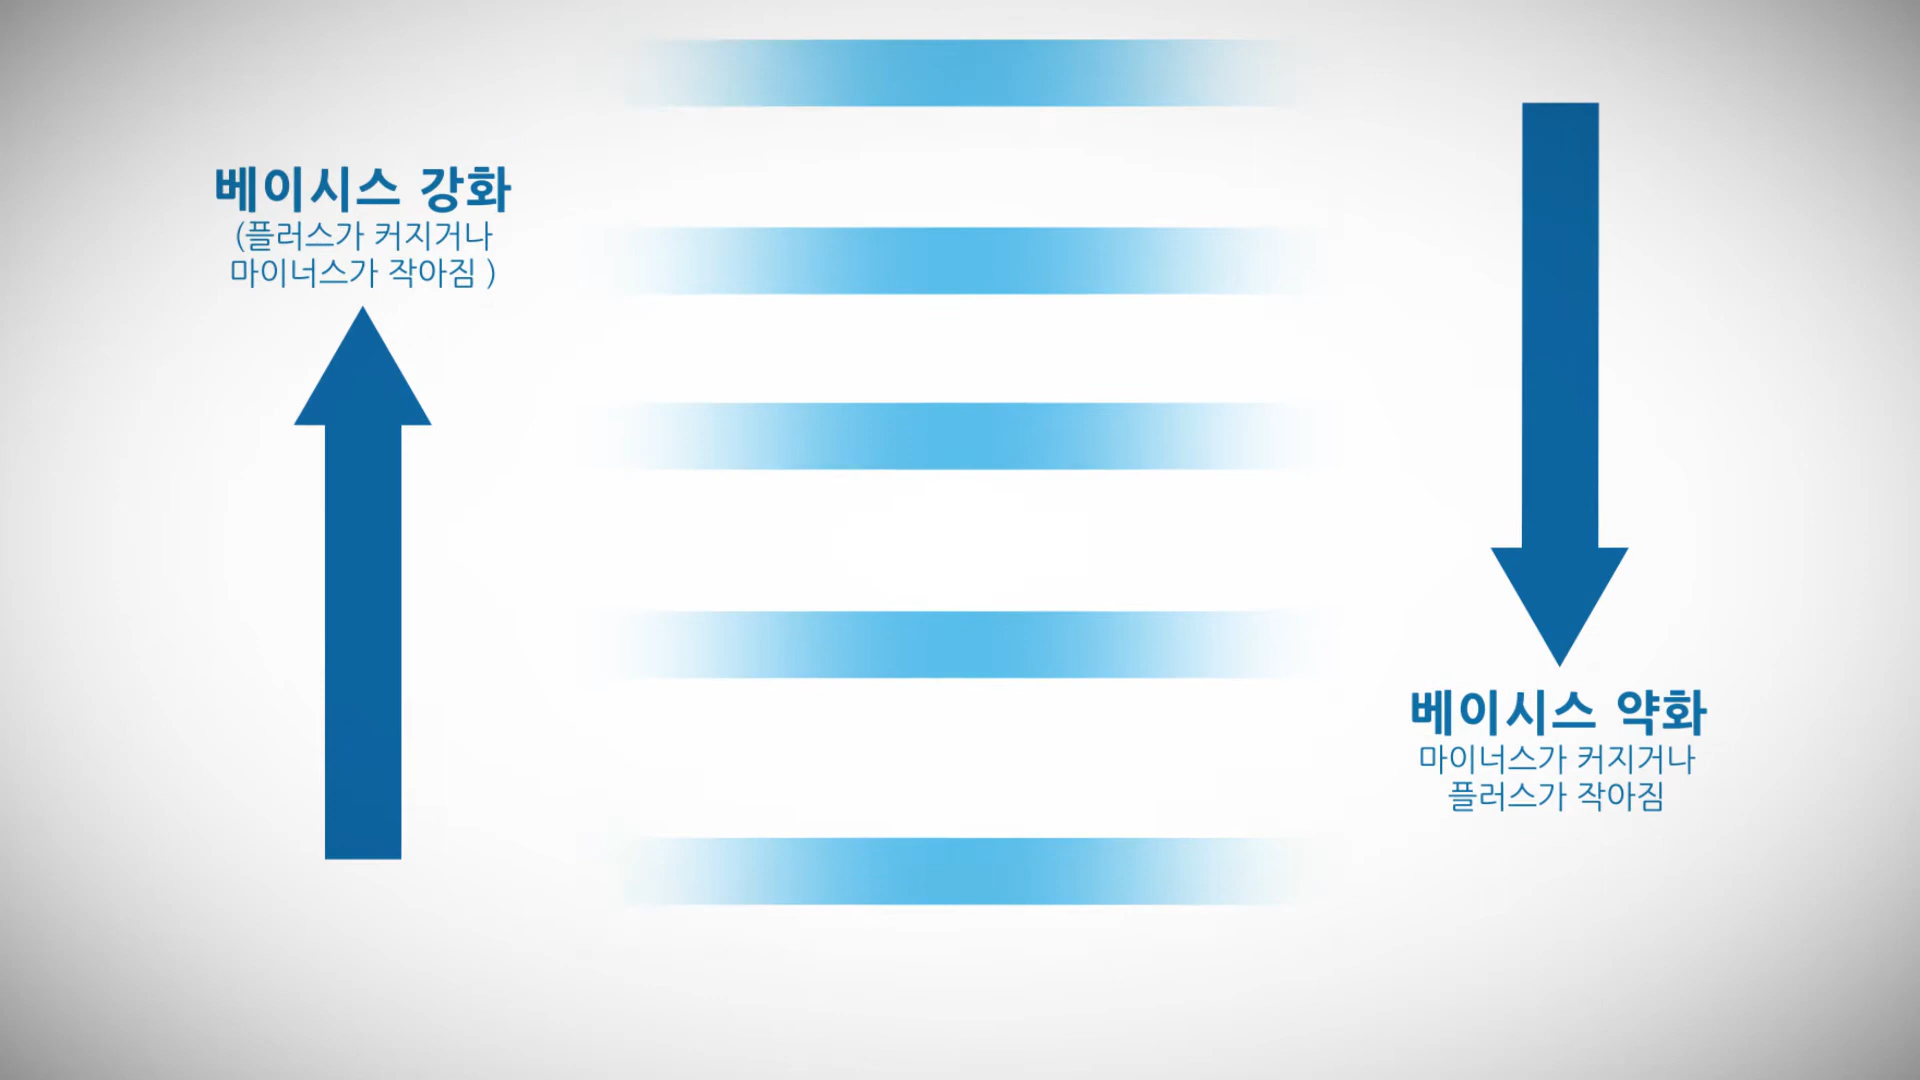 베이시스 강화
(플러스가 커지거나
마이너스가 작아짐 )
베이시스 약화
마이너스가 커지거나
플러스가 작아짐